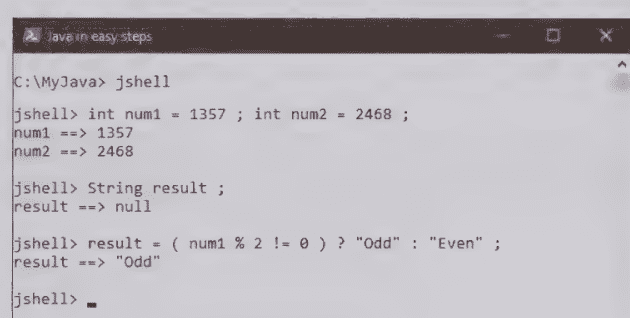 Java in easy steps
C:\MyJava> jshell
jshell> int num1 = 1357 ; int num2 = 2468 ;
num1 ==> 1357
num2 ==> 2468
jshell> String result ;
result ==> null
jshell> result = ( num1 % 2 != 0 ) ? "Odd" : "Even" ;
result ==> "Odd"
jshell>